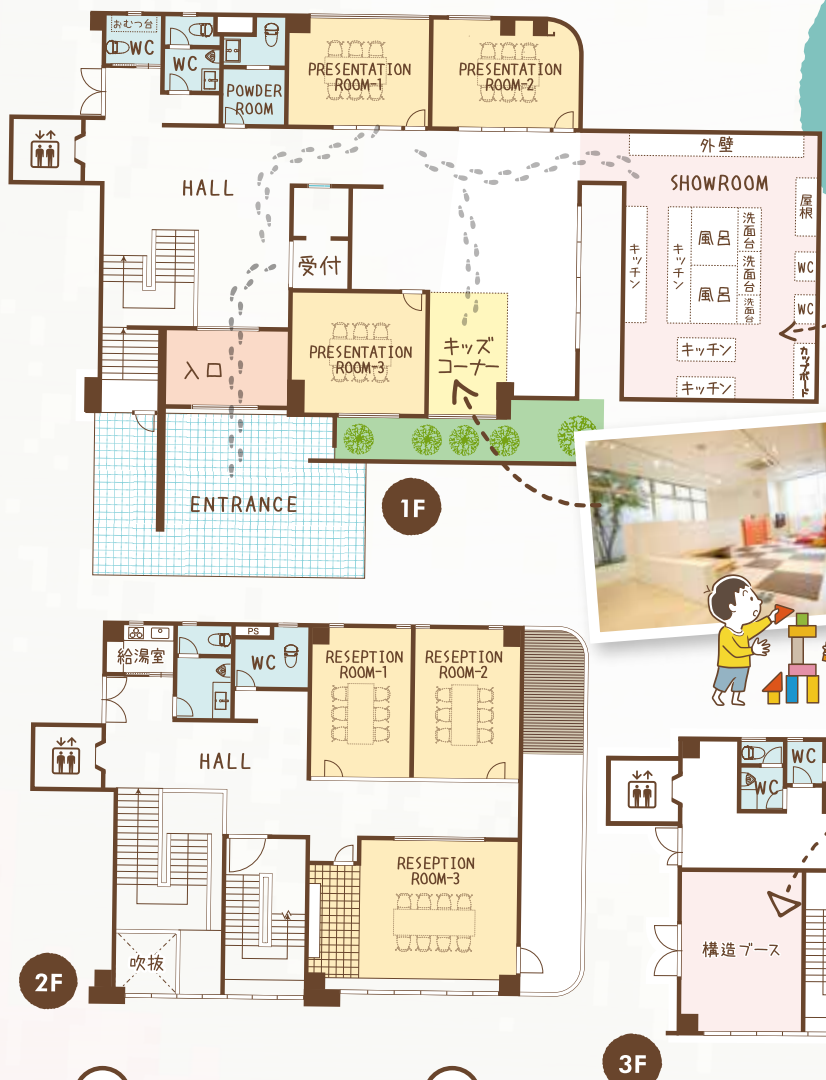 おむつ台
WC
WC
POWDER
ROOM
PRESENTATION
ROOM-1
PRESENTATION
ROOM-2
HALL
受付
PRESENTATION
ROOM-3
キッズ
コーナー
入口
ENTRANCE
1F
外壁
SHOWROOM
屋根
キッチン
キッチン
風呂
風呂
洗面台
洗面台
洗面台
WC
WC
キッチン
キッチン
カップボード
給湯室
PS
WC
RESEPTION
ROOM-1
RESEPTION
ROOM-2
HALL
RESEPTION
ROOM-3
吹抜
2F
WC
WC
構造ブース
3F